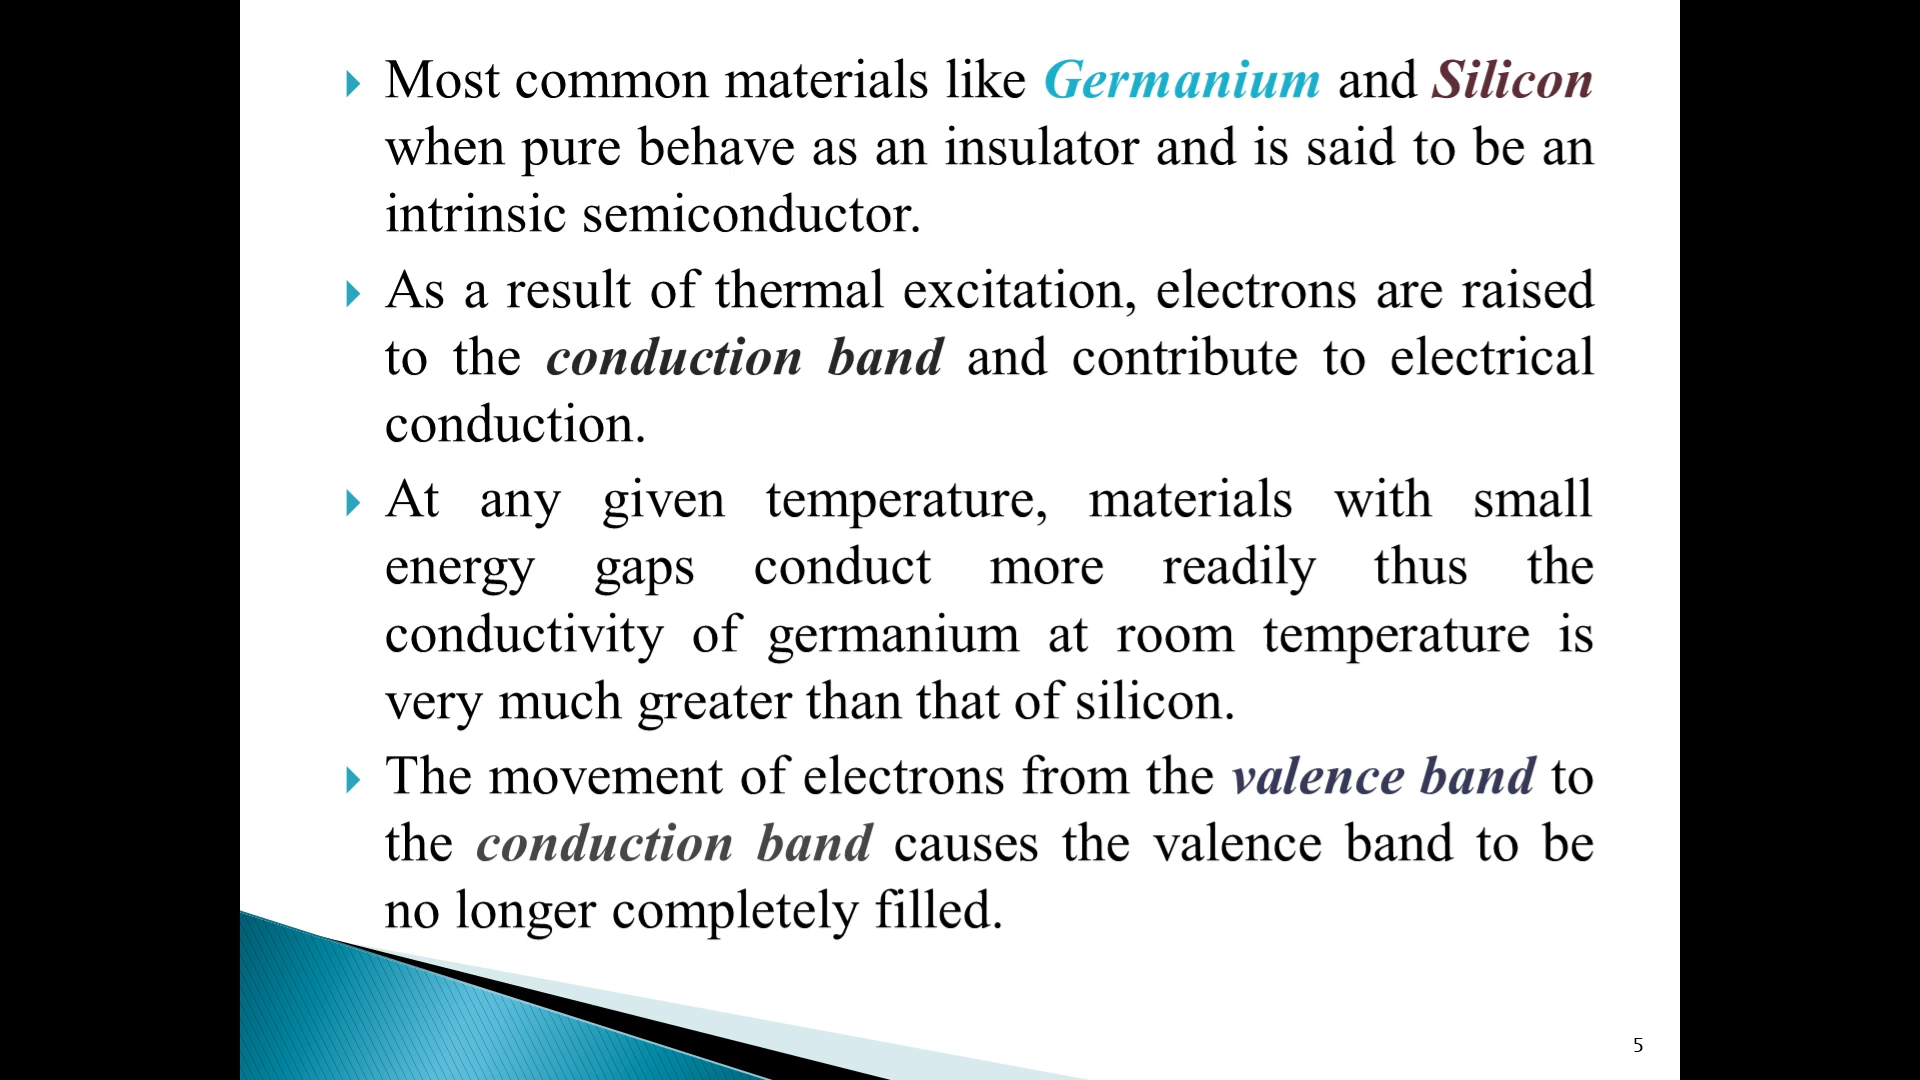 Most common materials like Germanium and Silicon
when pure behave as an insulator and is said to be an
intrinsic semiconductor.
As a result of thermal excitation, electrons are raised
to the conduction band and contribute to electrical
conduction.
At any given temperature, materials with small
energy gaps conduct more readily thus the
conductivity of germanium at room temperature is
very much greater than that of silicon.
The movement of electrons from the valence band to
the conduction band causes the valence band to be
no longer completely filled.
5